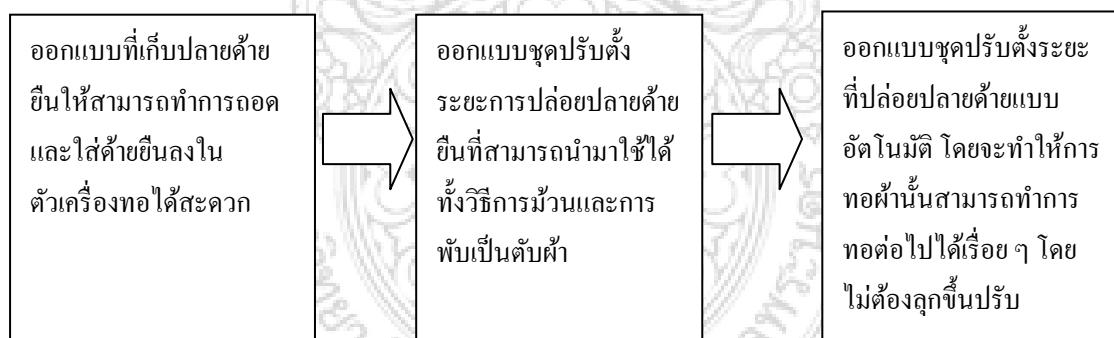 ออกแบบที่เก็บปลายด้าย
ยืนให้สามารถทำการถอด
และใส่ด้ายยืนลงใน
ตัวเครื่องทอได้สะดวก
ออกแบบชุดปรับตั้ง
ระยะการปล่อยปลายด้าย
ยืนที่สามารถนำมาใช้ได้
ทั้งวิธีการม้วนและการ
พับเป็นตับผ้า
ออกแบบชุดปรับตั้งระยะ
ที่ปล่อยปลายด้ายแบบ
อัตโนมัติ โดยจะทำให้การ
ทอผ้านั้นสามารถทำการ
ทอต่อไปได้เรื่อย ๆ โดย
ไม่ต้องลุกขึ้นปรับ